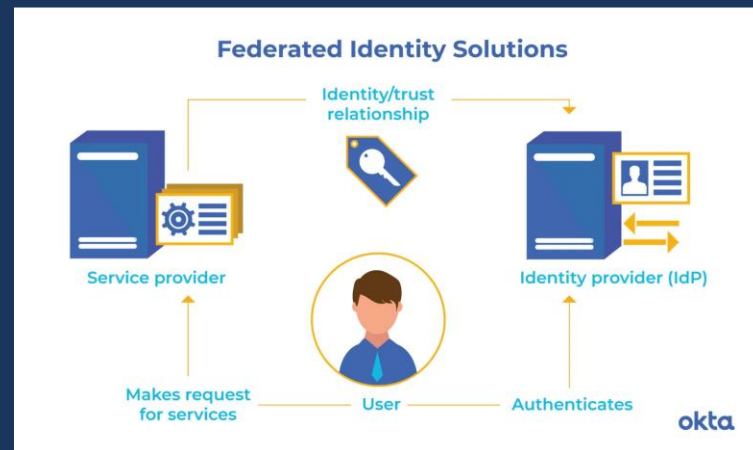 Federated Identity Solutions
Identity/trust
relationship
Service provider
Identity provider (IdP)
Makes request
for services
User
Authenticates
okta